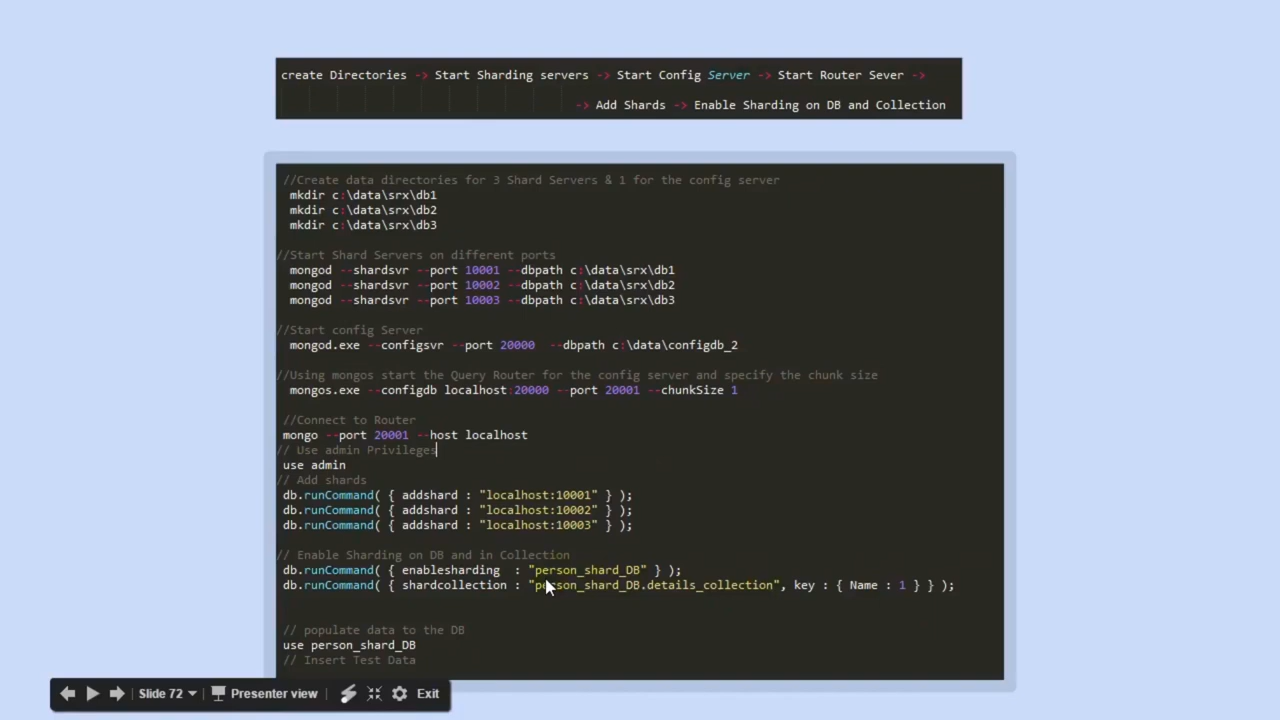 create Directories -> Start Sharding servers -> Start Config Server -> Start Router Sever ->
-> Add Shards -> Enable Sharding on DB and Collection
//Create data directories for 3 Shard Servers & 1 for the config server
mkdir c:\data\srx\db1
mkdir c:\data\srx\db2
mkdir c:\data\srx\db3
//Start Shard Servers on different ports
mongod --shardsvr --port 10001 --dbpath c:\data\srx\db1
mongod --shardsvr --port 10002 --dbpath c:\data\srx\db2
mongod --shardsvr --port 10003 --dbpath c:\data\srx\db3
//Start config Server
mongod.exe --configsvr --port 20000  --dbpath c:\data\configdb_2
//Using mongos start the Query Router for the config server and specify the chunk size
mongos.exe --configdb localhost:20000 --port 20001 --chunkSize 1
//Connect to Router
mongo --port 20001 --host localhost
// Use admin Privileges
use admin
// Add shards
db.runCommand( { addshard : "localhost:10001" } );
db.runCommand( { addshard : "localhost:10002" } );
db.runCommand( { addshard : "localhost:10003" } );
// Enable Sharding on DB and in Collection
db.runCommand( { enablesharding  : "person_shard_DB" } );
db.runCommand( { shardcollection : "person_shard_DB.details_collection", key : { Name : 1 } } );
// populate data to the DB
use person_shard_DB
// Insert Test Data
Slide 72 Presenter view Exit